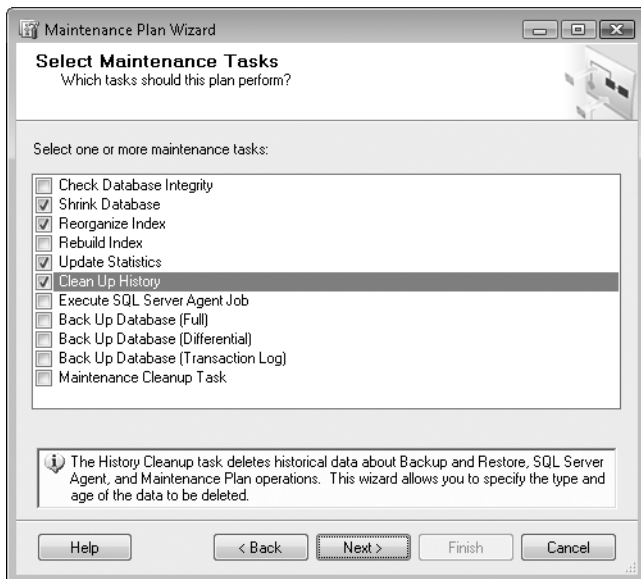 Maintenance Plan Wizard
Select Maintenance Tasks
Which tasks should this plan perform?
Select one or more maintenance tasks:
Check Database Integrity
Shrink Database
Reorganize Index
Rebuild Index
Update Statistics
Clean Up History
Execute SQL Server Agent Job
Back Up Database (Full)
Back Up Database (Differential)
Back Up Database (Transaction Log)
Maintenance Cleanup Task
The History Cleanup task deletes historical data about Backup and Restore, SQL Server
Agent, and Maintenance Plan operations. This wizard allows you to specify the type and
age of the data to be deleted.
Help
< Back
Next >
Finish
Cancel